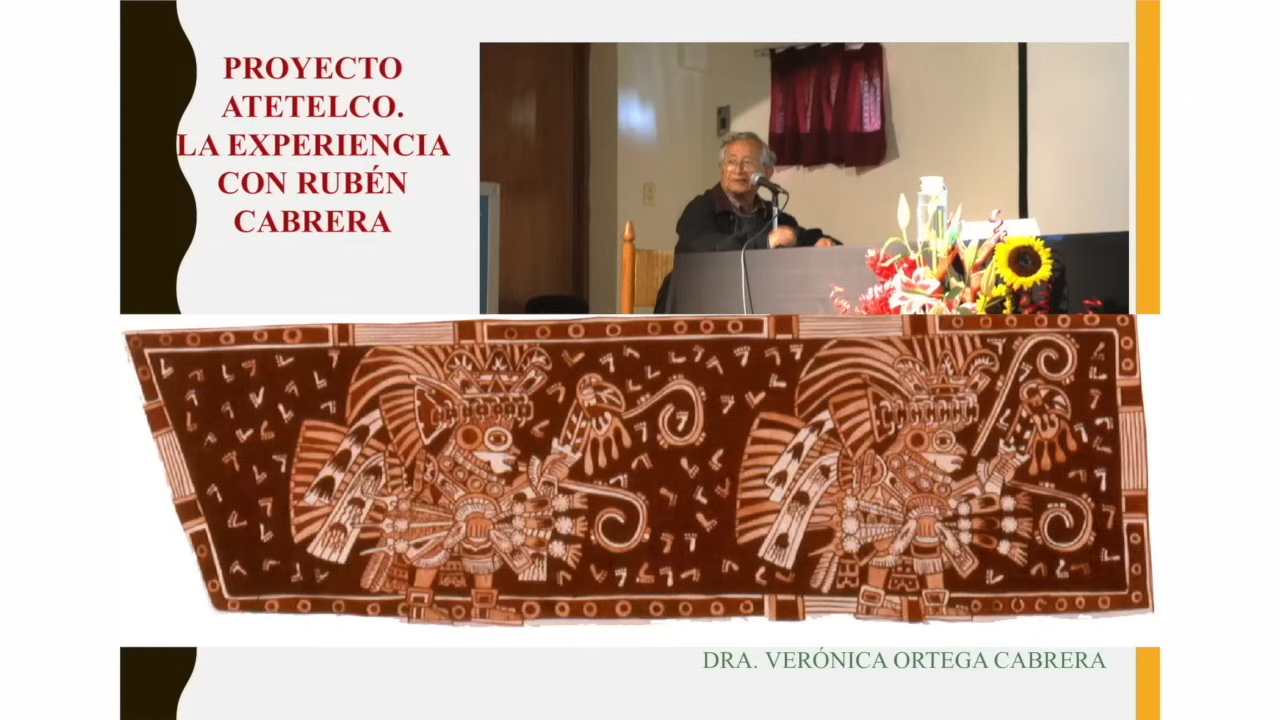 PROYECTO
ATETELCO.
LA EXPERIENCIA
CON RUBÉN
CABRERA
DRA. VERÓNICA ORTEGA CABRERA